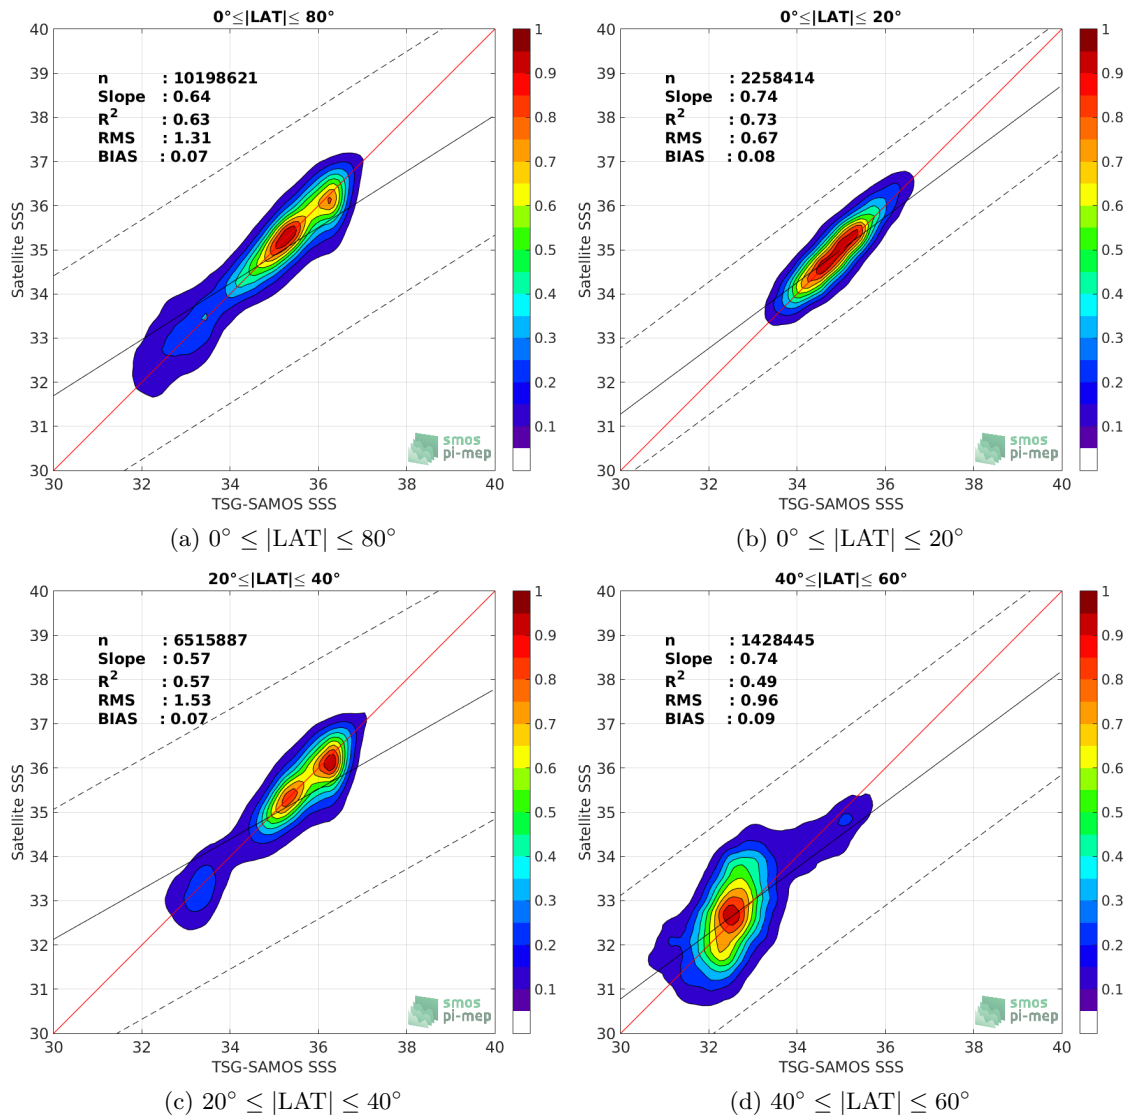 0°≤|LAT|≤ 80°
n : 10198621
Slope : 0.64
R² : 0.63
RMS : 1.31
BIAS : 0.07
Satellite SSS
40
39
38
37
36
35
34
33
32
31
30
30 32 34 36 38 40
TSG-SAMOS SSS
1
0.9
0.8
0.7
0.6
0.5
0.4
0.3
0.2
0.1
smos
pi-mep
(a) 0° ≤ |LAT| ≤ 80°
0°≤|LAT|≤ 20°
n : 2258414
Slope : 0.74
R² : 0.73
RMS : 0.67
BIAS : 0.08
Satellite SSS
40
39
38
37
36
35
34
33
32
31
30
30 32 34 36 38 40
TSG-SAMOS SSS
1
0.9
0.8
0.7
0.6
0.5
0.4
0.3
0.2
0.1
smos
pi-mep
(b) 0° ≤ |LAT| ≤ 20°
20°≤|LAT|≤ 40°
n : 6515887
Slope : 0.57
R² : 0.57
RMS : 1.53
BIAS : 0.07
Satellite SSS
40
39
38
37
36
35
34
33
32
31
30
30 32 34 36 38 40
TSG-SAMOS SSS
1
0.9
0.8
0.7
0.6
0.5
0.4
0.3
0.2
0.1
smos
pi-mep
(c) 20° ≤ |LAT| ≤ 40°
40°≤|LAT|≤ 60°
n : 1428445
Slope : 0.74
R² : 0.49
RMS : 0.96
BIAS : 0.09
Satellite SSS
40
39
38
37
36
35
34
33
32
31
30
30 32 34 36 38 40
TSG-SAMOS SSS
1
0.9
0.8
0.7
0.6
0.5
0.4
0.3
0.2
0.1
smos
pi-mep
(d) 40° ≤ |LAT| ≤ 60°